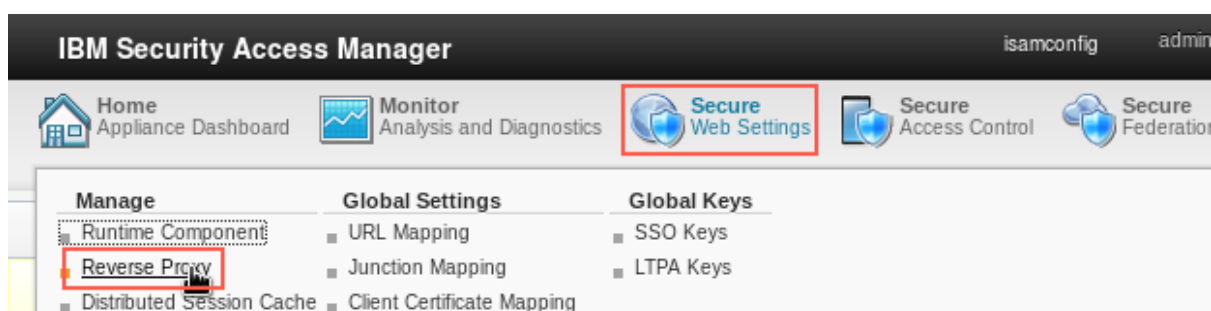 IBM Security Access Manager isamconfig admin
Home Monitor Secure Secure Secure
Appliance Dashboard Analysis and Diagnostics Web Settings Access Control Federation
Manage Global Settings Global Keys
Runtime Component URL Mapping SSO Keys
Reverse Proxy Junction Mapping LTPA Keys
Distributed Session Cache Client Certificate Mapping